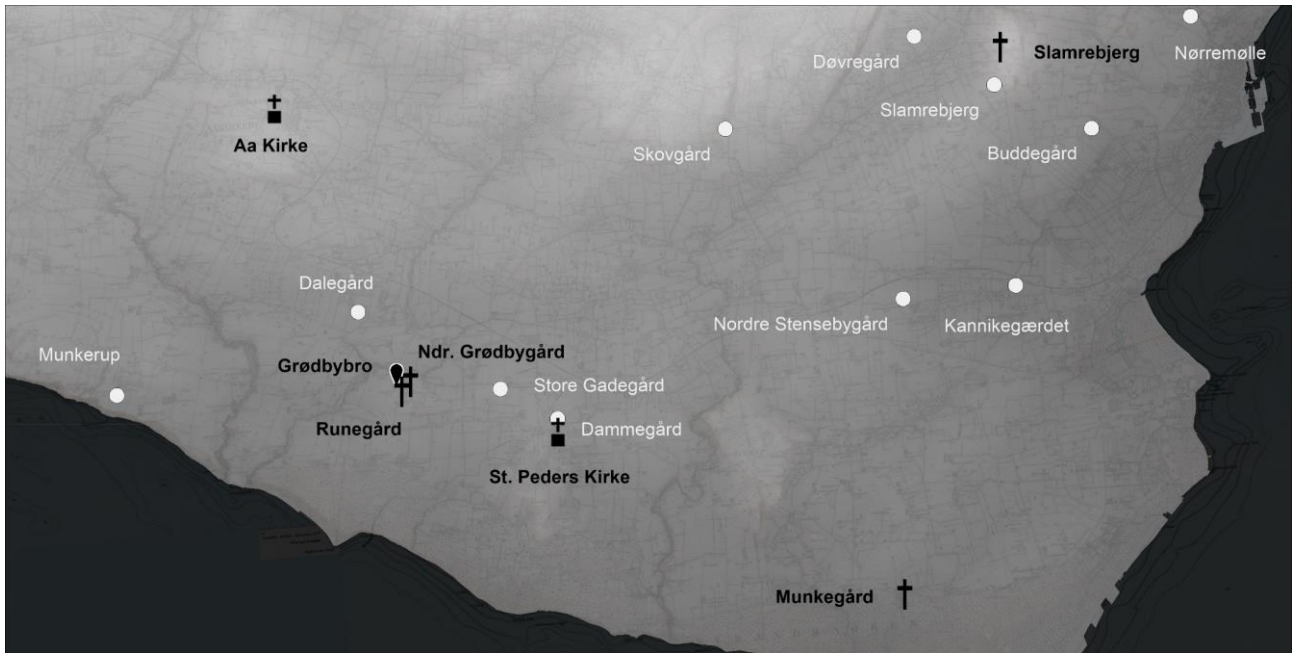 Nørremølle
Døvregård
Slamrebjerg
Slamrebjerg
Aa Kirke
Skovgård
Buddegård
Dalegård
Nordre Stensebygård
Kannikegærdet
Munkerup
Grødbybro
Ndr. Grødbygård
Store Gadegård
Runegård
Dammegård
St. Peders Kirke
Munkegård